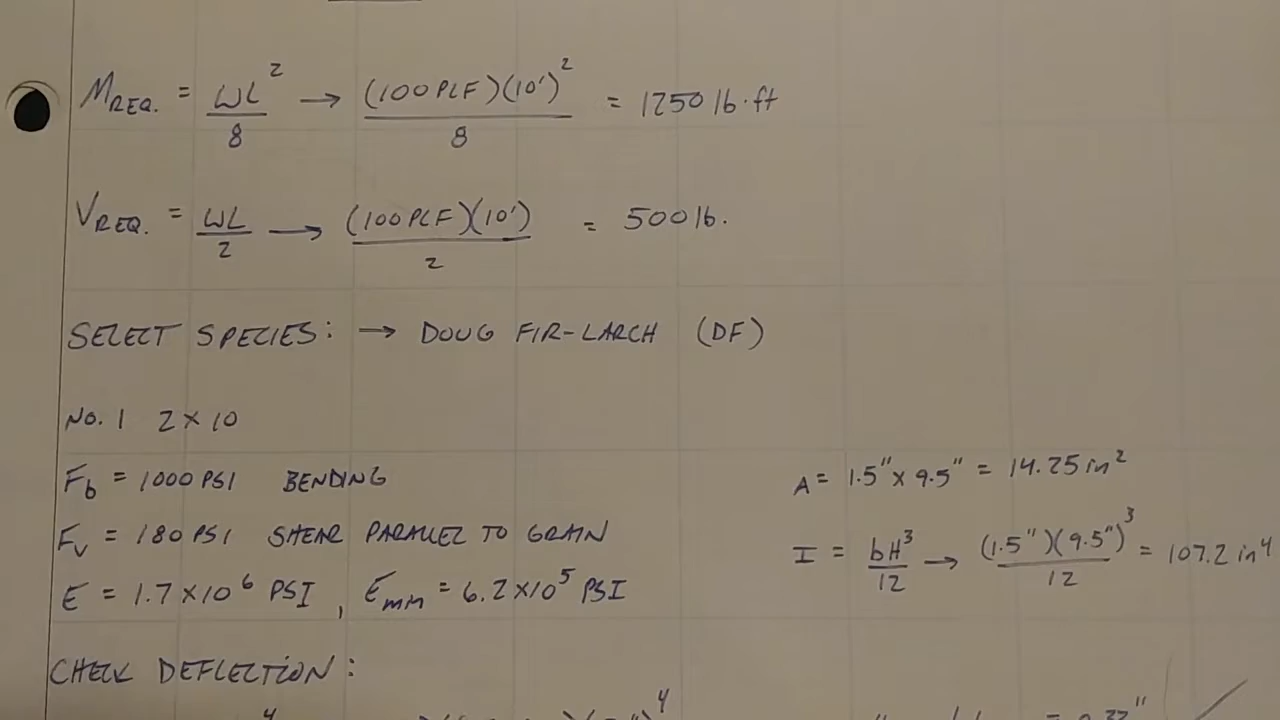 M REQ. = WL²/8 → (100 PLF)(10')²/8 = 1250 lb·ft
V REQ. = WL/2 → (100 PLF)(10')/2 = 500 lb.
SELECT SPECIES: → DOUG FIR-LARCH (DF)
No. 1 2×10
Fb = 1000 PSI BENDING
A = 1.5" × 9.5" = 14.25 in²
Fv = 180 PSI SHEAR PARALLEL TO GRAIN
I = bH³/12 → (1.5")(9.5")³/12 = 107.2 in⁴
E = 1.7×10⁶ PSI, Emin = 6.2×10⁵ PSI
CHECK DEFLECTION: